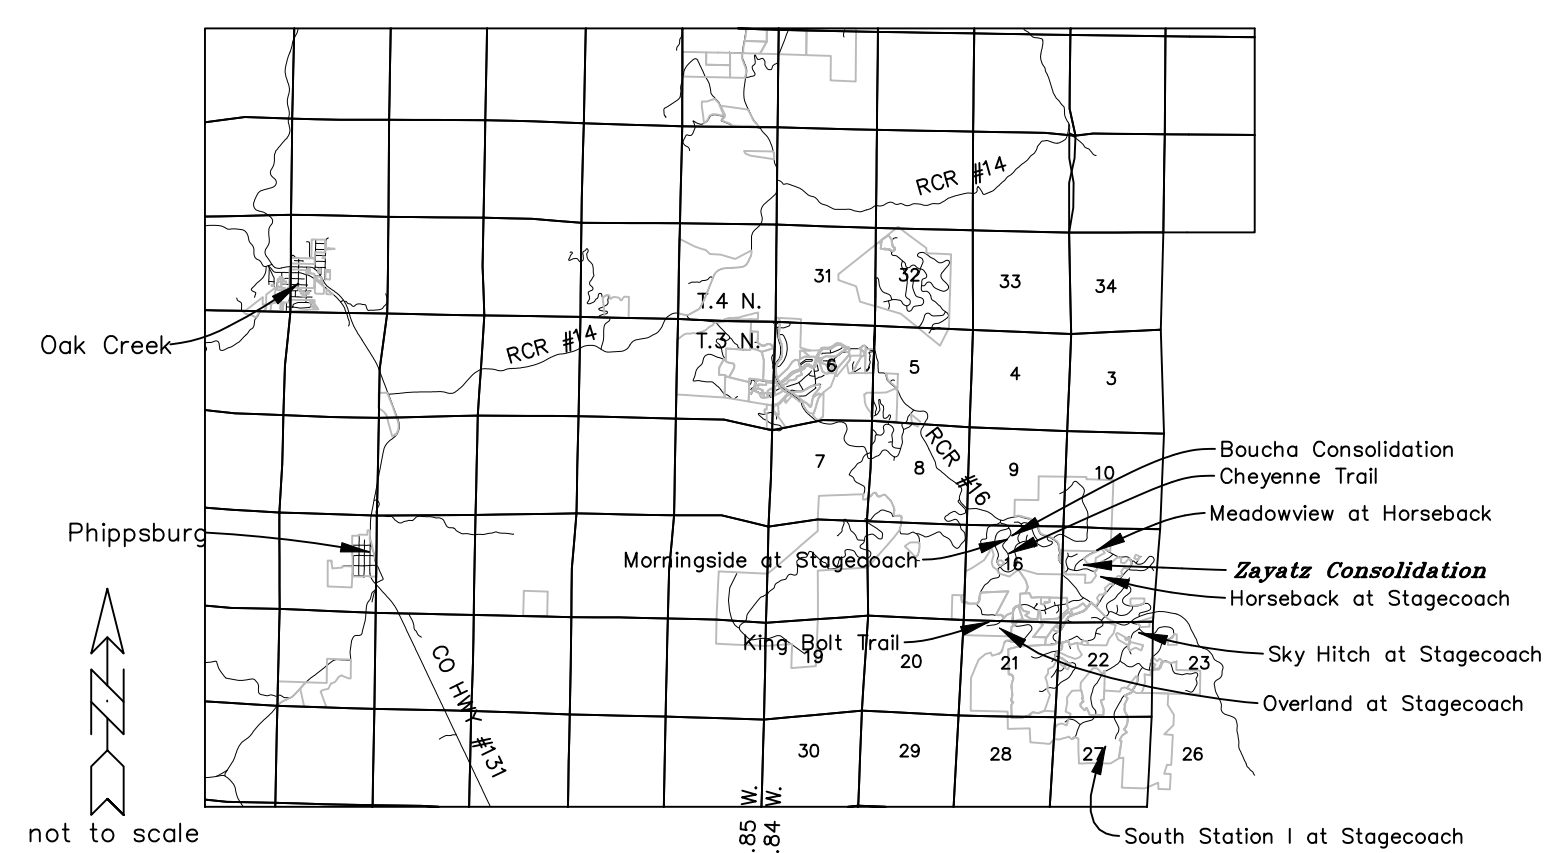 RCR #14
31
32
33
34
T.4 N.
T.3 N.
Oak Creek
RCR #14
6
5
4
3
RCR #16
7
8
9
10
Boucha Consolidation
Cheyenne Trail
Meadowview at Horseback
Phippsburg
Morningside at Stagecoach
16
Zayatz Consolidation
Horseback at Stagecoach
King Bolt Trail
19
20
21
22
23
Sky Hitch at Stagecoach
CO HWY #131
Overland at Stagecoach
N
30
29
28
27
26
.85 W.
.84 W.
not to scale
South Station I at Stagecoach